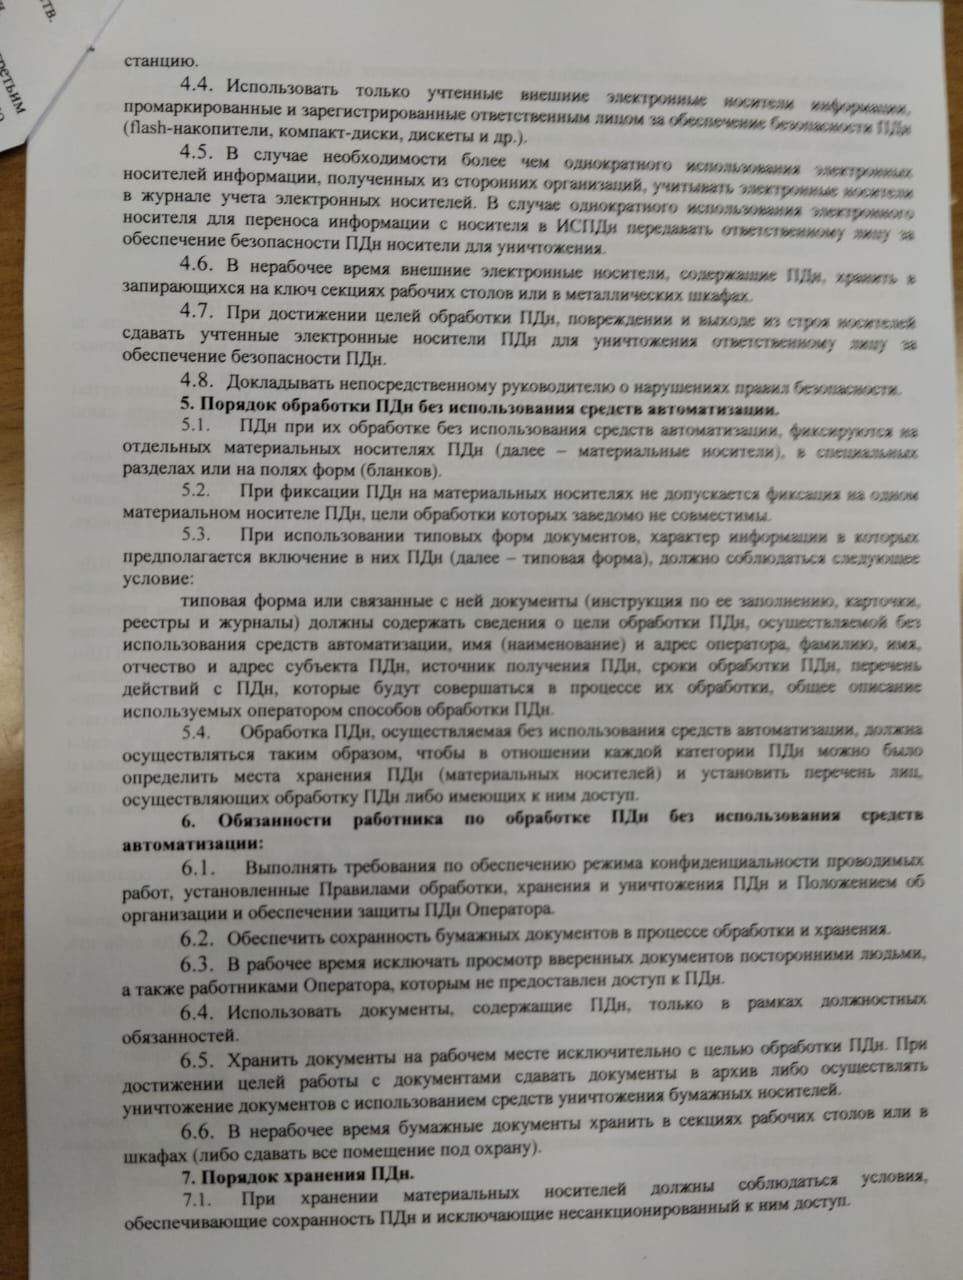 станцию.
4.4. Использовать только учтенные внешние электронные носители информации,
промаркированные и зарегистрированные ответственным лицом за обеспечение безопасности ПДн
(flash-накопители, компакт-диски, дискеты и др.).
4.5. В случае необходимости более чем однократного использования электронных
носителей информации, полученных из сторонних организаций, учитывать электронные носители
в журнале учета электронных носителей. В случае однократного использования электронного
носителя для переноса информации с носителя в ИСПДн передавать ответственному лицу за
обеспечение безопасности ПДн носители для уничтожения.
4.6. В нерабочее время внешние электронные носители, содержащие ПДн, хранить в
запирающихся на ключ секциях рабочих столов или в металлических шкафах.
4.7. При достижении целей обработки ПДн, повреждении и выходе из строя носителей
сдавать учтенные электронные носители ПДн для уничтожения ответственному лицу за
обеспечение безопасности ПДн.
4.8. Докладывать непосредственному руководителю о нарушениях правил безопасности.
5. Порядок обработки ПДн без использования средств автоматизации.
5.1. ПДн при их обработке без использования средств автоматизации, фиксируются на
отдельных материальных носителях ПДн (далее – материальные носители), в специальных
разделах или на полях форм (бланков).
5.2. При фиксации ПДн на материальных носителях не допускается фиксация на одном
материальном носителе ПДн, цели обработки которых заведомо не совместимы.
5.3. При использовании типовых форм документов, характер информации в которых
предполагается включение в них ПДн (далее – типовая форма), должно соблюдаться следующее
условие:
типовая форма или связанные с ней документы (инструкция по ее заполнению, карточки,
реестры и журналы) должны содержать сведения о цели обработки ПДн, осуществляемой без
использования средств автоматизации, имя (наименование) и адрес оператора, фамилию, имя,
отчество и адрес субъекта ПДн, источник получения ПДн, сроки обработки ПДн, перечень
действий с ПДн, которые будут совершаться в процессе их обработки, общее описание
используемых оператором способов обработки ПДн.
5.4. Обработка ПДн, осуществляемая без использования средств автоматизации, должна
осуществляться таким образом, чтобы в отношении каждой категории ПДн можно было
определить места хранения ПДн (материальных носителей) и установить перечень лиц,
осуществляющих обработку ПДн либо имеющих к ним доступ.
6. Обязанности работника по обработке ПДн без использования средств
автоматизации:
6.1. Выполнять требования по обеспечению режима конфиденциальности проводимых
работ, установленные Правилами обработки, хранения и уничтожения ПДн и Положением об
организации и обеспечении защиты ПДн Оператора.
6.2. Обеспечить сохранность бумажных документов в процессе обработки и хранения.
6.3. В рабочее время исключать просмотр вверенных документов посторонними людьми,
а также работниками Оператора, которым не предоставлен доступ к ПДн.
6.4. Использовать документы, содержащие ПДн, только в рамках должностных
обязанностей.
6.5. Хранить документы на рабочем месте исключительно с целью обработки ПДн. При
достижении целей работы с документами сдавать документы в архив либо осуществлять
уничтожение документов с использованием средств уничтожения бумажных носителей.
6.6. В нерабочее время бумажные документы хранить в секциях рабочих столов или в
шкафах (либо сдавать все помещение под охрану).
7. Порядок хранения ПДн.
7.1. При хранении материальных носителей должны соблюдаться условия,
обеспечивающие сохранность ПДн и исключающие несанкционированный к ним доступ.